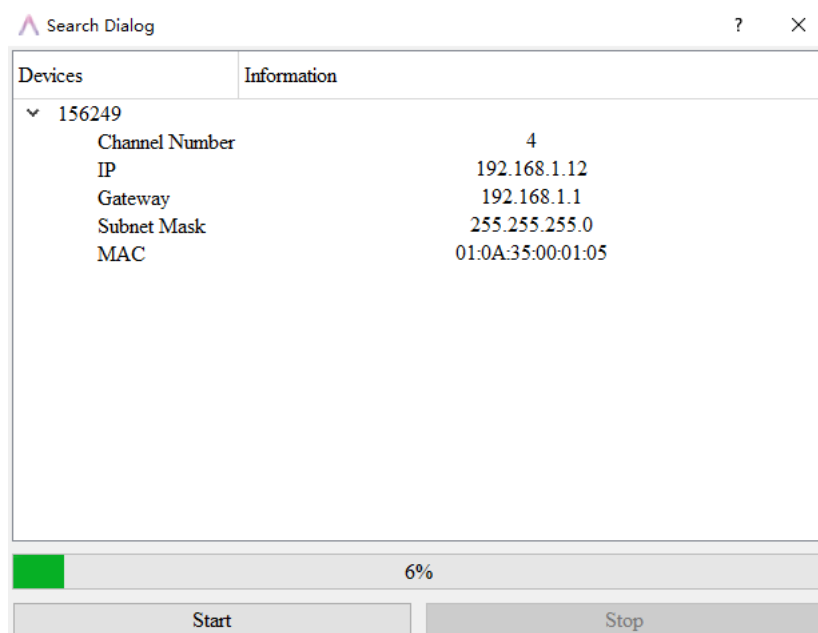 Search Dialog ?
Devices Information
156249
Channel Number 4
IP 192.168.1.12
Gateway 192.168.1.1
Subnet Mask 255.255.255.0
MAC 01:0A:35:00:01:05
6%
Start Stop